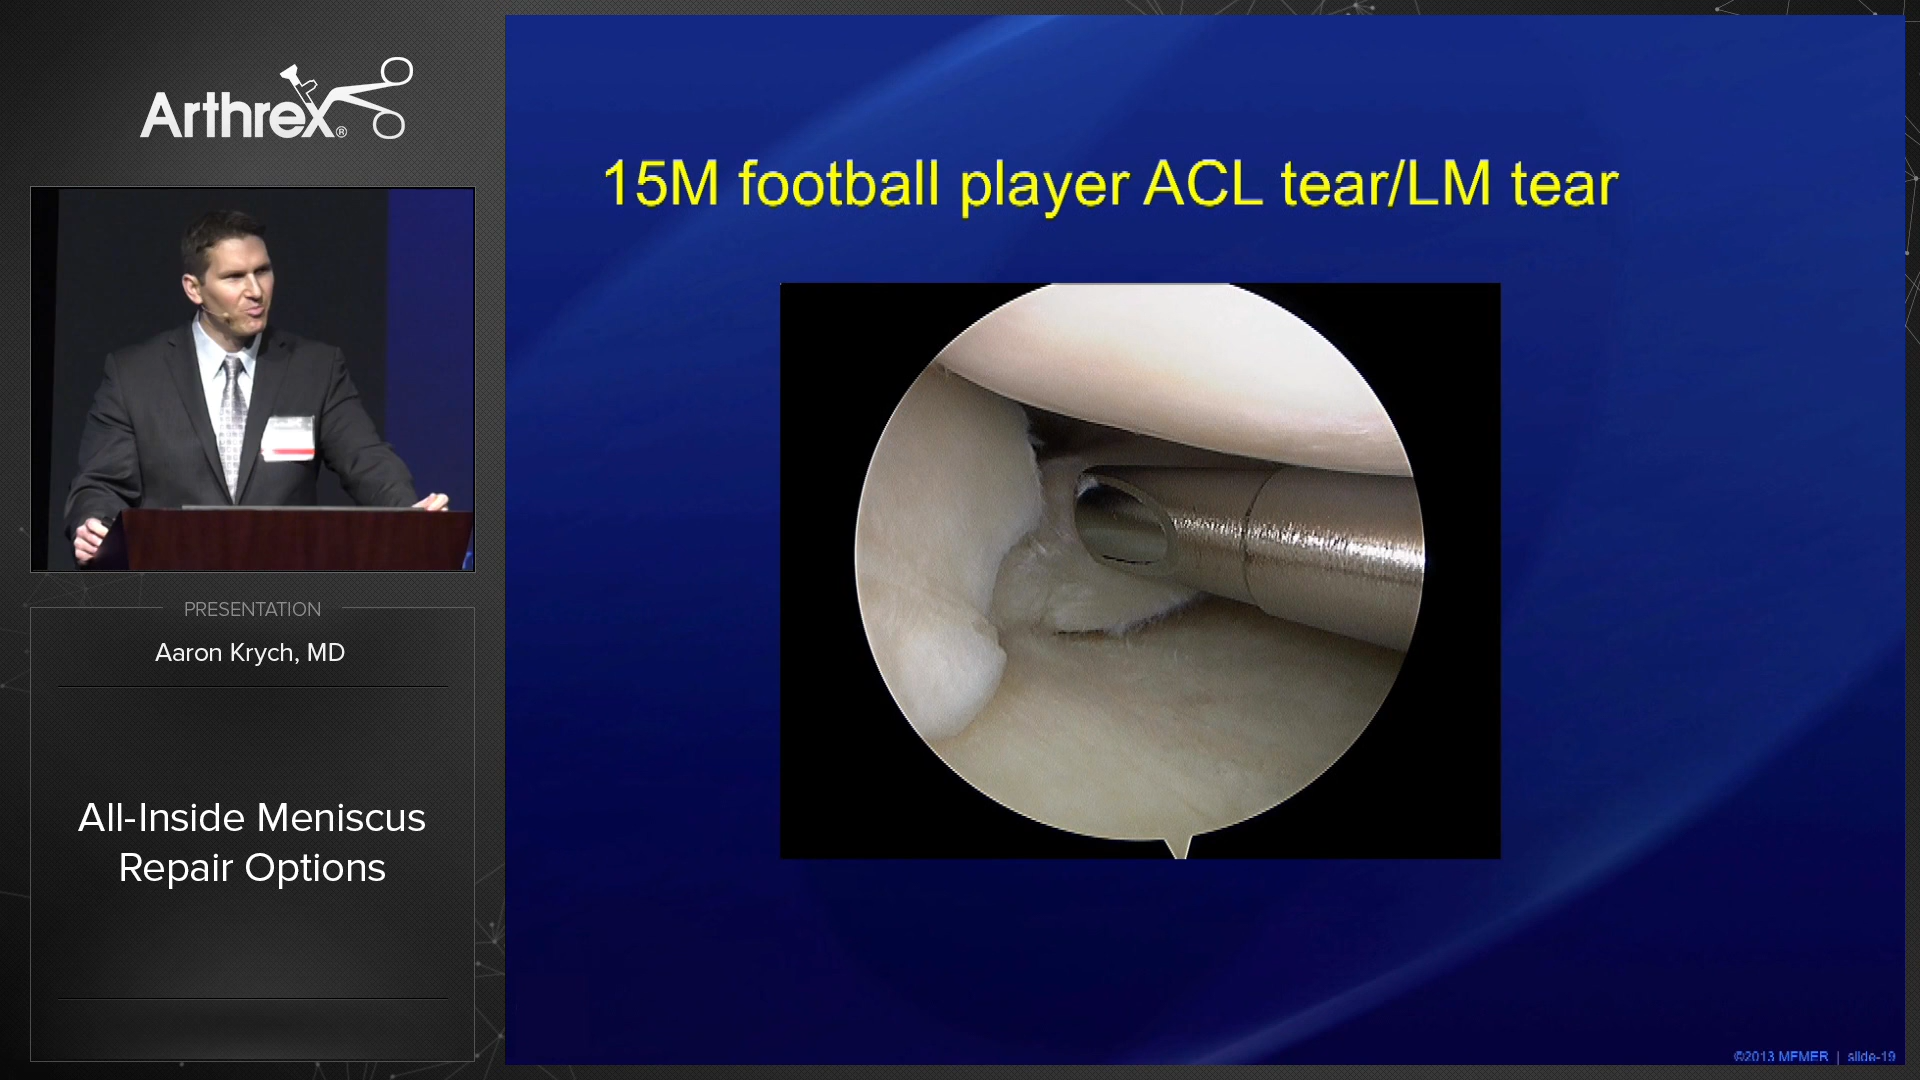 Arthrex®
PRESENTATION
Aaron Krych, MD
All-Inside Meniscus
Repair Options
15M football player ACL tear/LM tear
©2013 MFMER | slide-19